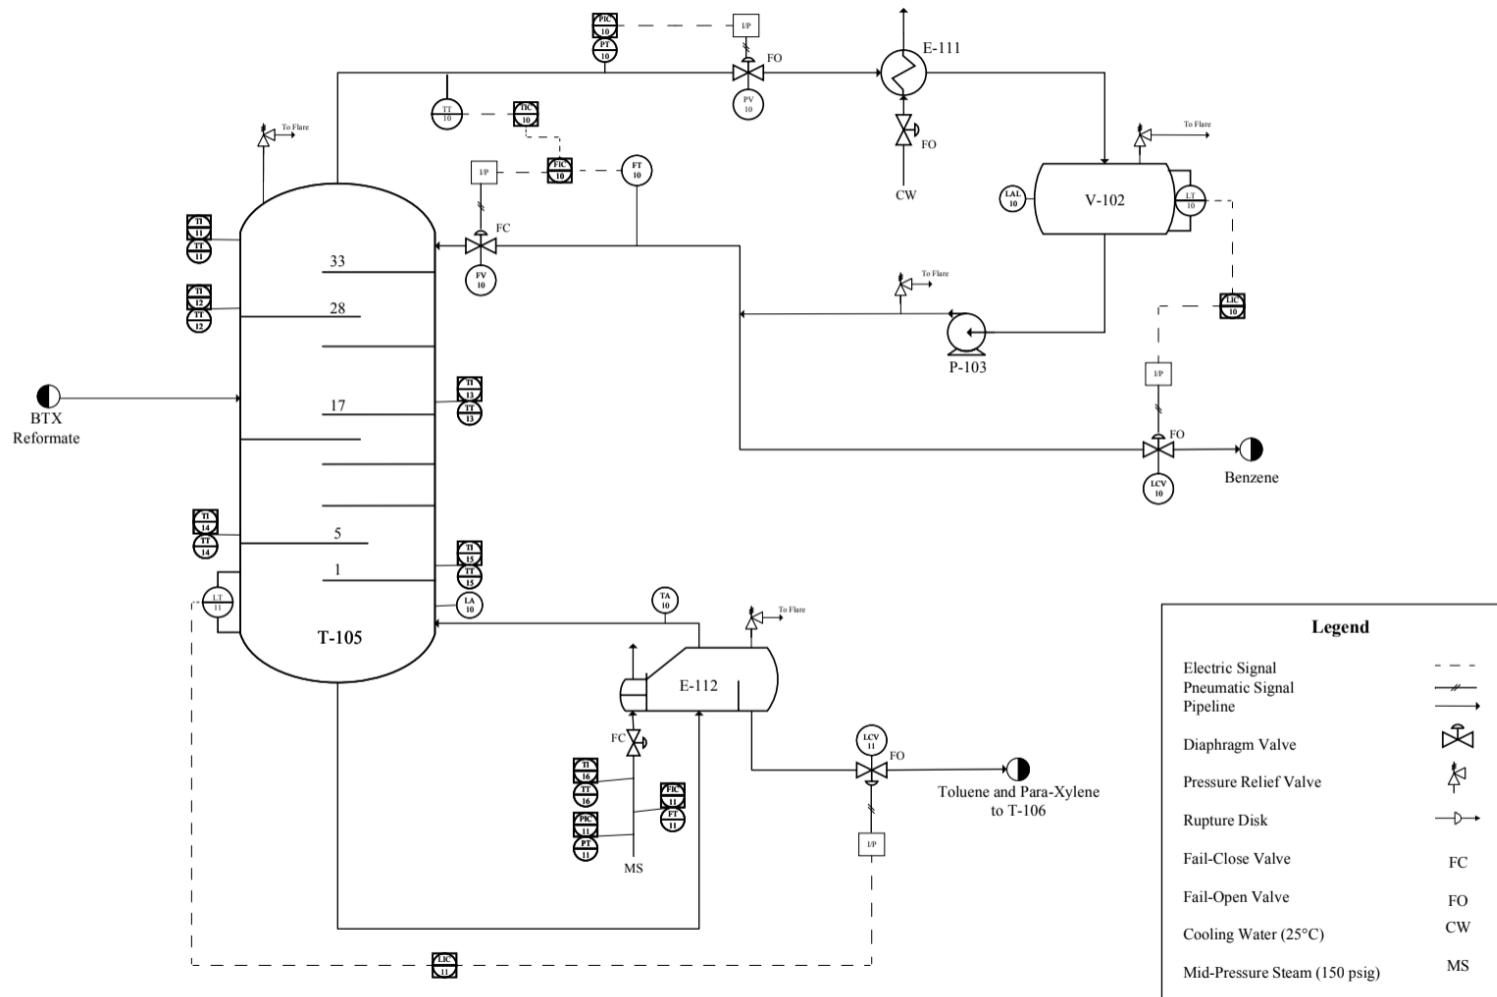 PIC
10
PT
10
I/P
FO
PV
10
E-111
FO
CW
TT
10
TIC
10
To Flare
I/P
FIC
10
FT
10
FC
FV
10
To Flare
LAL
10
V-102
LT
10
TI
11
TT
11
33
TI
12
TT
12
28
To Flare
P-103
LIC
10
I/P
BTX
Reformate
17
TI
13
TT
13
FO
Benzene
LCV
10
TI
14
TT
14
5
1
TI
15
TT
15
LT
11
LA
10
T-105
TA
10
To Flare
E-112
FC
TI
16
TT
16
FIC
11
FT
11
PIC
11
PT
11
MS
LCV
11
FO
Toluene and Para-Xylene
to T-106
I/P
LIC
11
Legend
Electric Signal
Pneumatic Signal
Pipeline
Diaphragm Valve
Pressure Relief Valve
Rupture Disk
Fail-Close Valve FC
Fail-Open Valve FO
Cooling Water (25°C) CW
Mid-Pressure Steam (150 psig) MS